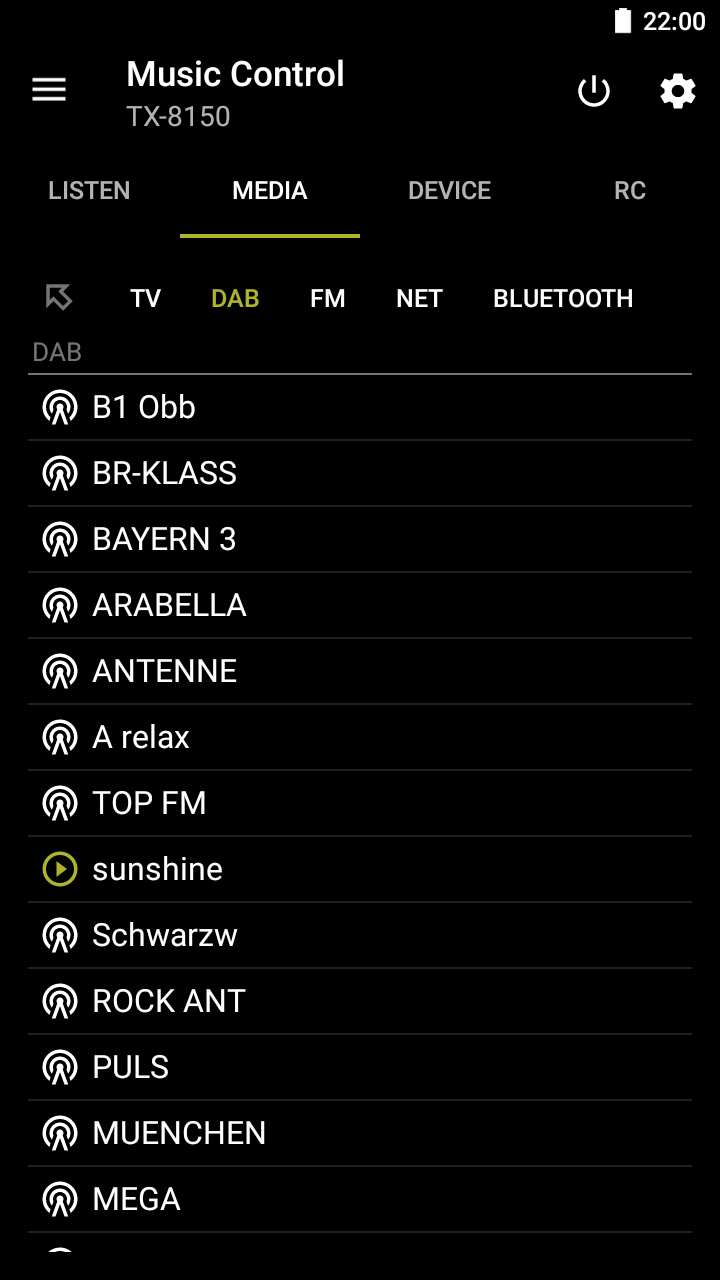 22:00
Music Control
TX-8150
LISTEN MEDIA DEVICE RC
TV DAB FM NET BLUETOOTH
DAB
B1 Obb
BR-KLASS
BAYERN 3
ARABELLA
ANTENNE
A relax
TOP FM
sunshine
Schwarzw
ROCK ANT
PULS
MUENCHEN
MEGA